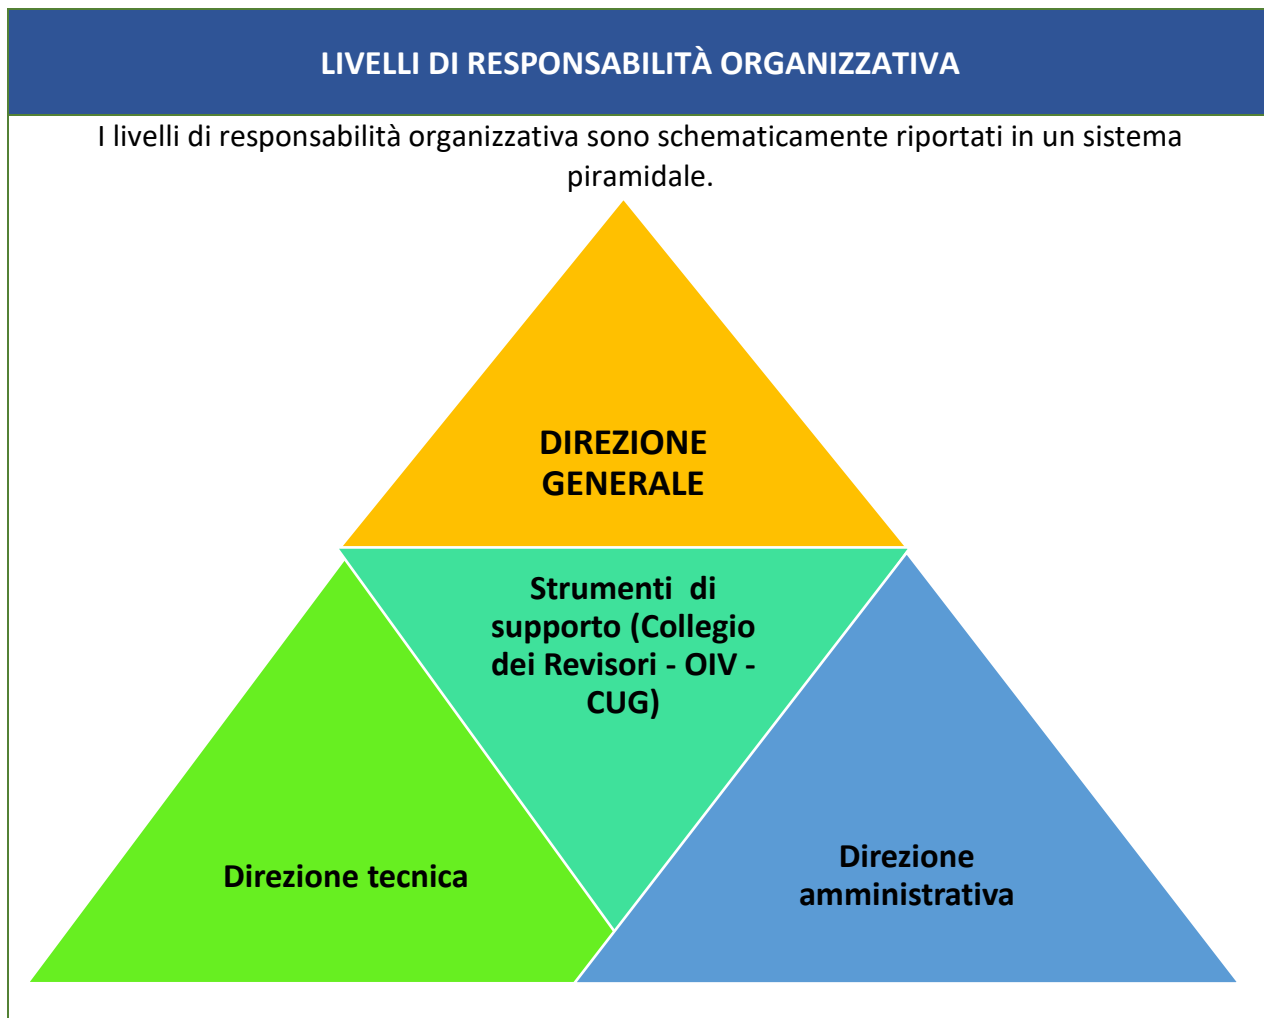 LIVELLI DI RESPONSABILITÀ ORGANIZZATIVA
I livelli di responsabilità organizzativa sono schematicamente riportati in un sistema
piramidale.
DIREZIONE
GENERALE
Strumenti di
supporto (Collegio
dei Revisori - OIV -
CUG)
Direzione tecnica
Direzione
amministrativa